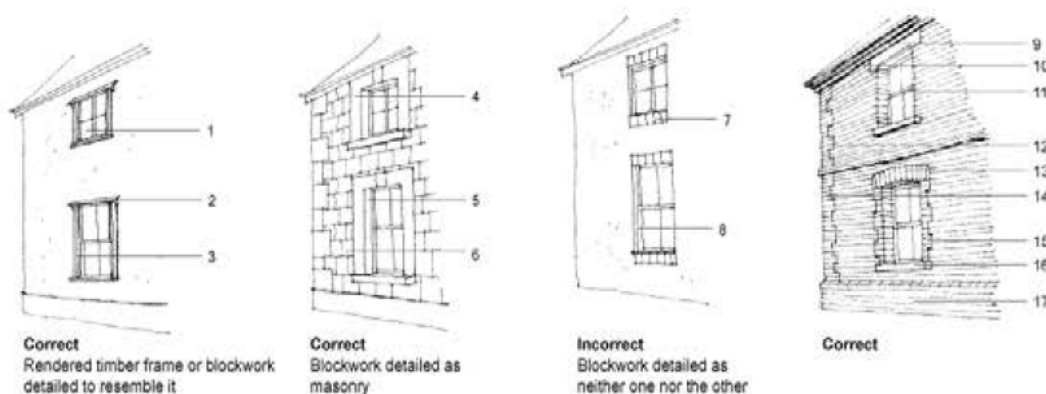 1
2
3
Correct
Rendered timber frame or blockwork
detailed to resemble it
4
5
6
Correct
Blockwork detailed as
masonry
7
8
Incorrect
Blockwork detailed as
neither one nor the other
9
10
11
12
13
14
15
16
17
Correct